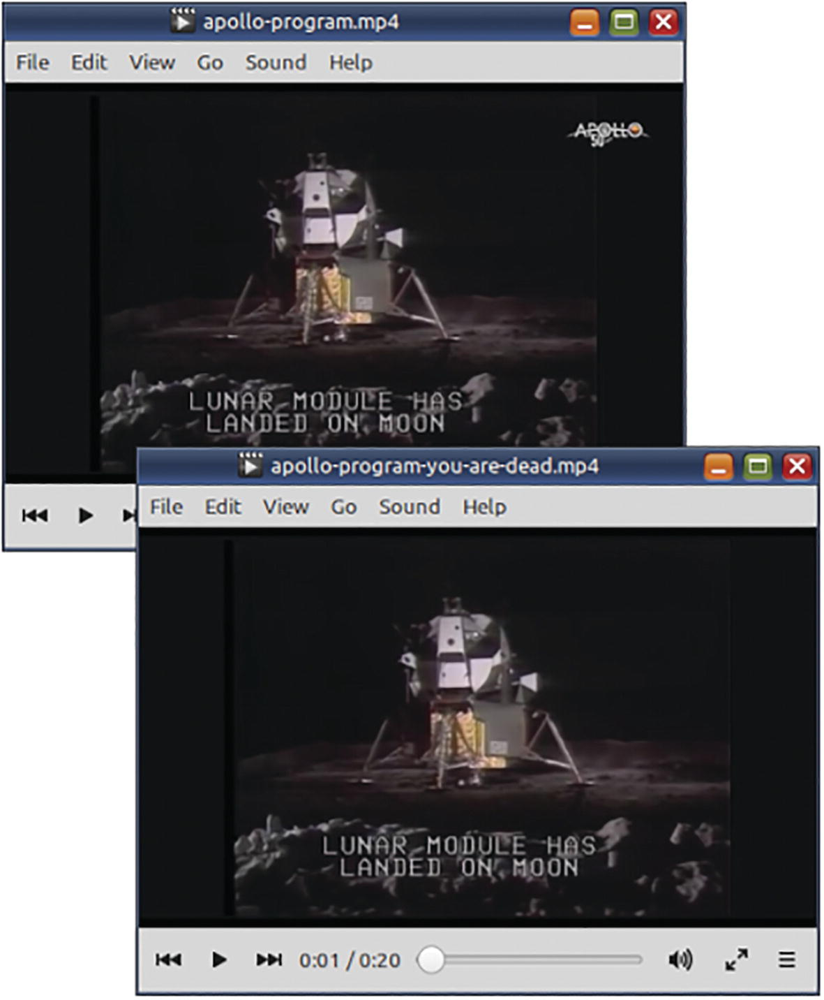 apollo-program.mp4
File Edit View Go Sound Help
APOLLO
50
LUNAR MODULE HAS
LANDED ON MOON
apollo-program-you-are-dead.mp4
File Edit View Go Sound Help
LUNAR MODULE HAS
LANDED ON MOON
0:01 / 0:20